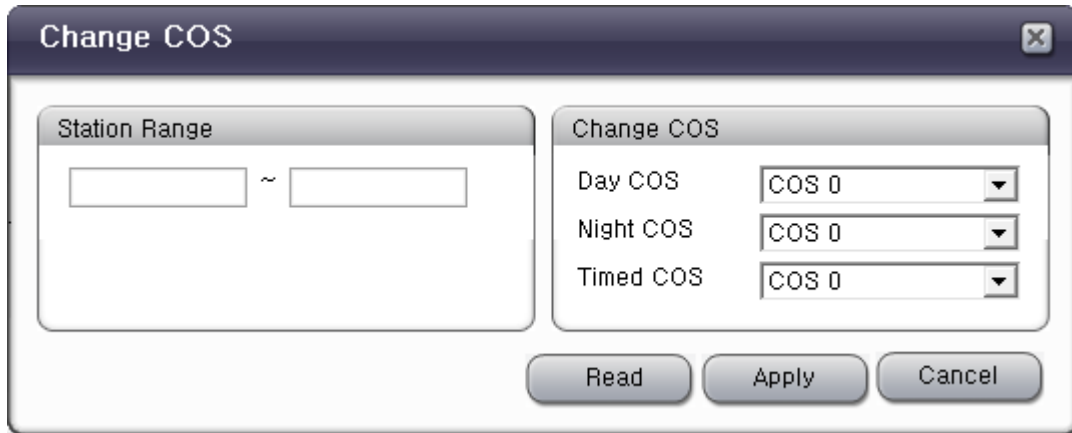 Change COS
Station Range
~
Change COS
Day COS COS 0
Night COS COS 0
Timed COS COS 0
Read Apply Cancel